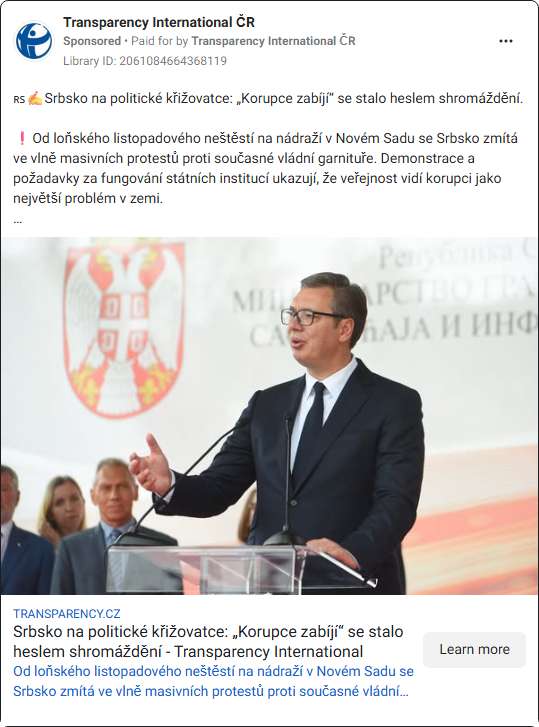 Transparency International ČR
Sponsored • Paid for by Transparency International ČR
Library ID: 2061084664368119
RS✍️Srbsko na politické křižovatce: „Korupce zabíjí“ se stalo heslem shromáždění.
❗ Od loňského listopadového neštěstí na nádraží v Novém Sadu se Srbsko zmítá
ve vlně masivních protestů proti současné vládní garnituře. Demonstrace a
požadavky za fungování státních institucí ukazují, že veřejnost vidí korupci jako
největší problém v zemi.
...
Република С
МИ АРСТВО ГРА
СА ЋАЈА И ИНФ
TRANSPARENCY.CZ
Srbsko na politické křižovatce: „Korupce zabíjí“ se stalo
heslem shromáždění - Transparency International
Learn more
Od loňského listopadového neštěstí na nádraží v Novém Sadu se
Srbsko zmítá ve vlně masivních protestů proti současné vládní...